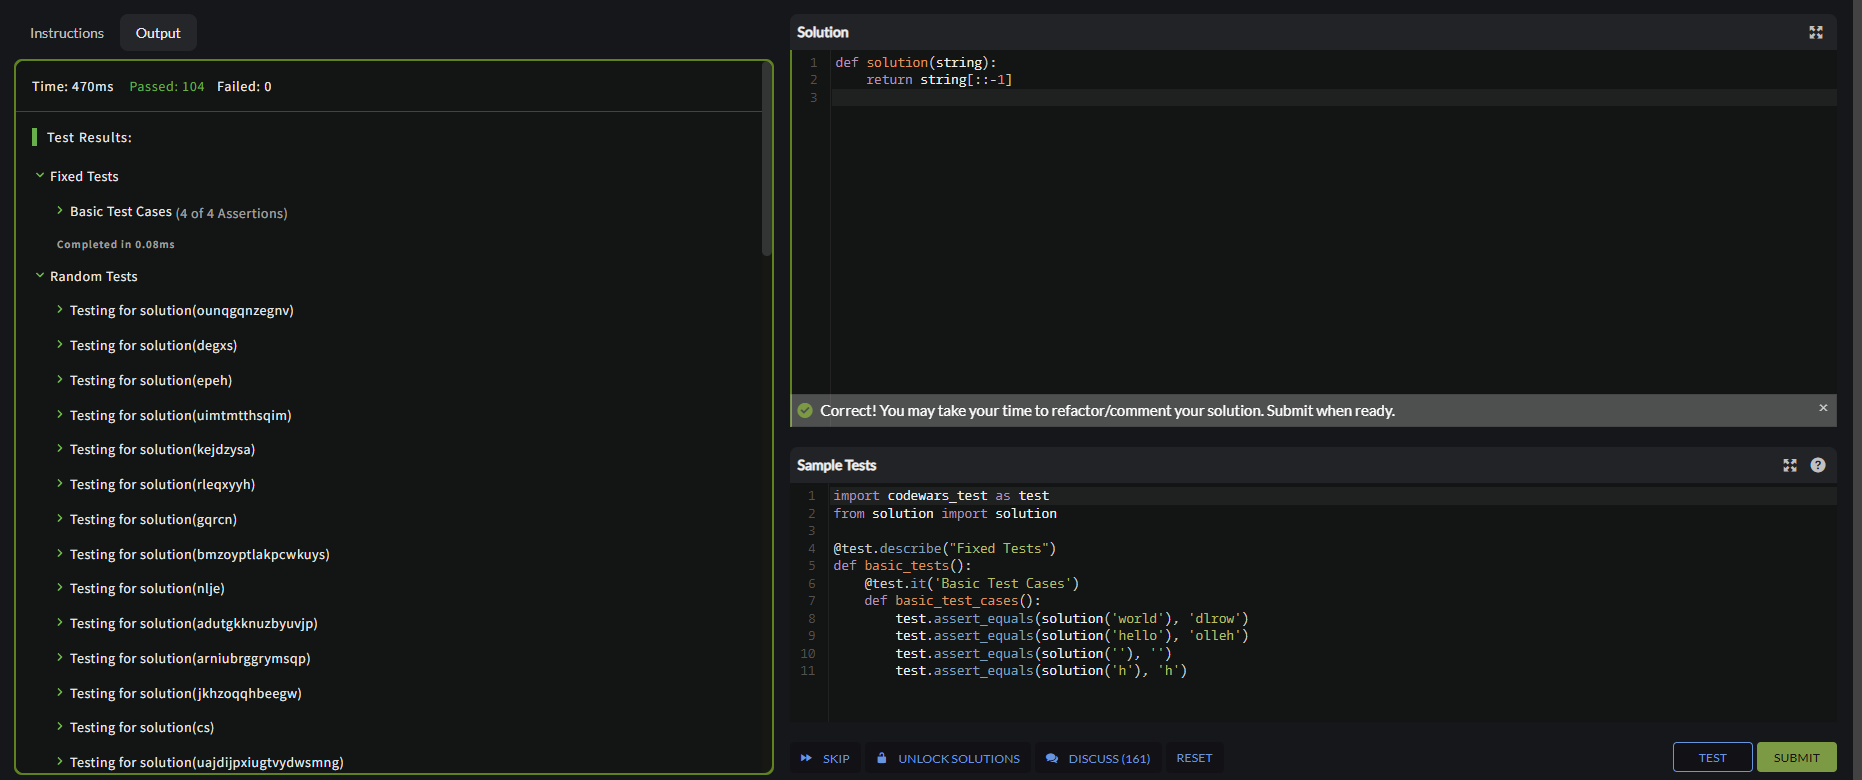 Instructions
Output
Time: 470ms Passed: 104 Failed: 0
Test Results:
Fixed Tests
Basic Test Cases (4 of 4 Assertions)
Completed in 0.08ms
Random Tests
Testing for solution(ounqgqnzegnv)
Testing for solution(degxs)
Testing for solution(epeh)
Testing for solution(uimtmtthsqim)
Testing for solution(kejdzysa)
Testing for solution(rleqxyyh)
Testing for solution(gqrcn)
Testing for solution(bmzoyptlakpcwkuys)
Testing for solution(nlje)
Testing for solution(adutgkknuzbyuvjp)
Testing for solution(arniubrggrymsqp)
Testing for solution(jkhzoqqhbeegw)
Testing for solution(cs)
Testing for solution(uajdijpxiugtvydwsmng)
Solution
1 def solution(string):
2     return string[::-1]
3
Correct! You may take your time to refactor/comment your solution. Submit when ready. ×
Sample Tests
?
1 import codewars_test as test
2 from solution import solution
3
4 @test.describe("Fixed Tests")
5 def basic_tests():
6     @test.it('Basic Test Cases')
7     def basic_test_cases():
8         test.assert_equals(solution('world'), 'dlrow')
9         test.assert_equals(solution('hello'), 'olleh')
10         test.assert_equals(solution(''), '')
11         test.assert_equals(solution('h'), 'h')
SKIP UNLOCK SOLUTIONS DISCUSS (161) RESET TEST SUBMIT